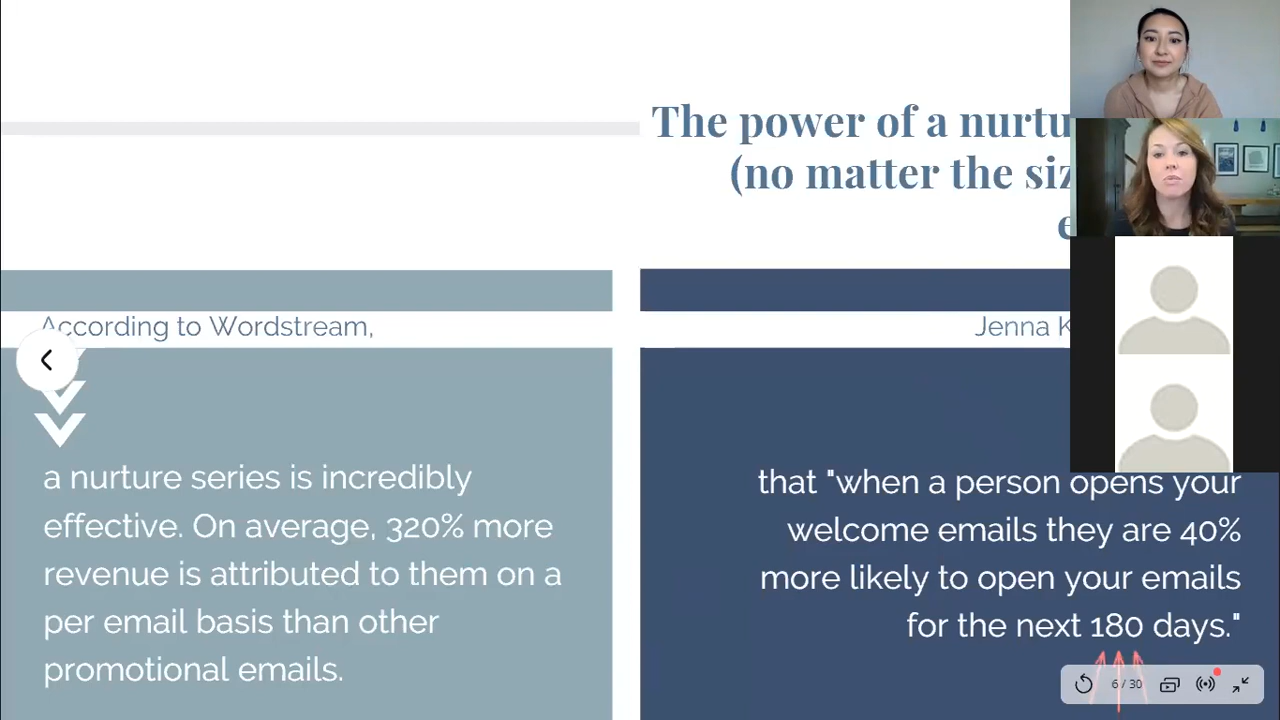 The power of a nurtu
(no matter the siz
e
According to Wordstream,
a nurture series is incredibly
effective. On average, 320% more
revenue is attributed to them on a
per email basis than other
promotional emails.
Jenna K
that "when a person opens your
welcome emails they are 40%
more likely to open your emails
for the next 180 days."
6 / 30